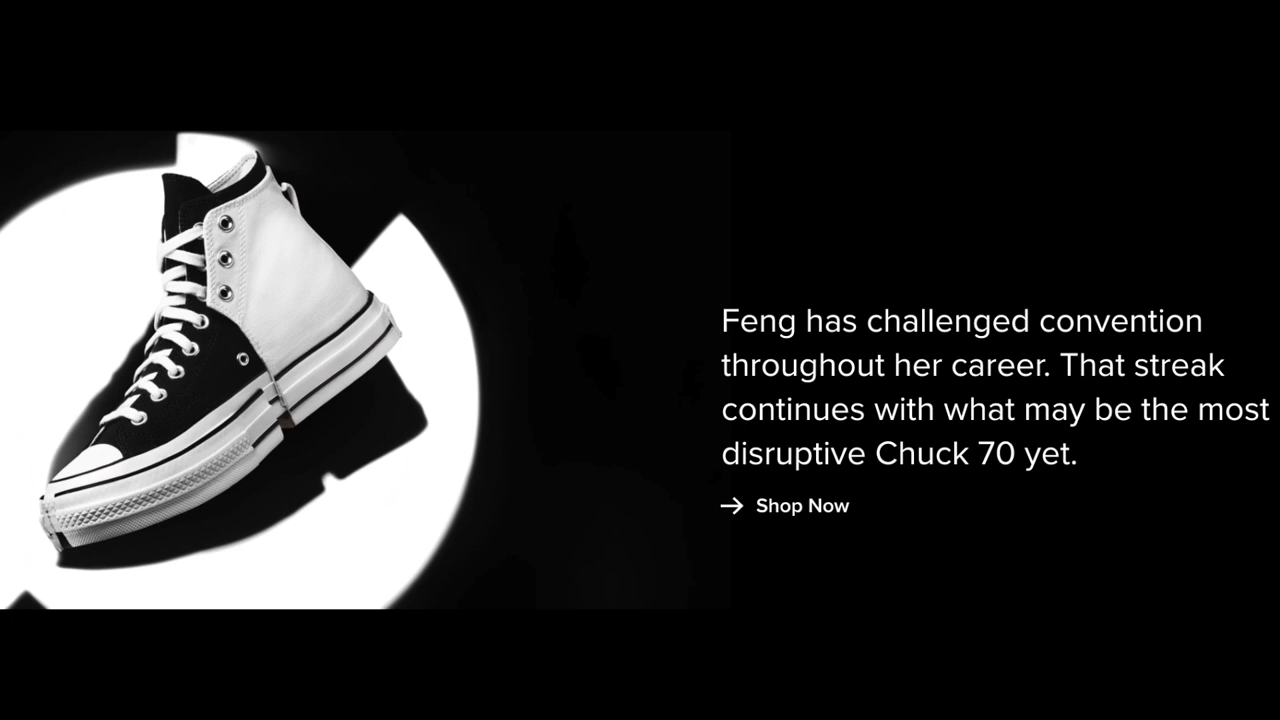 Feng has challenged convention
throughout her career. That streak
continues with what may be the most
disruptive Chuck 70 yet.
Shop Now